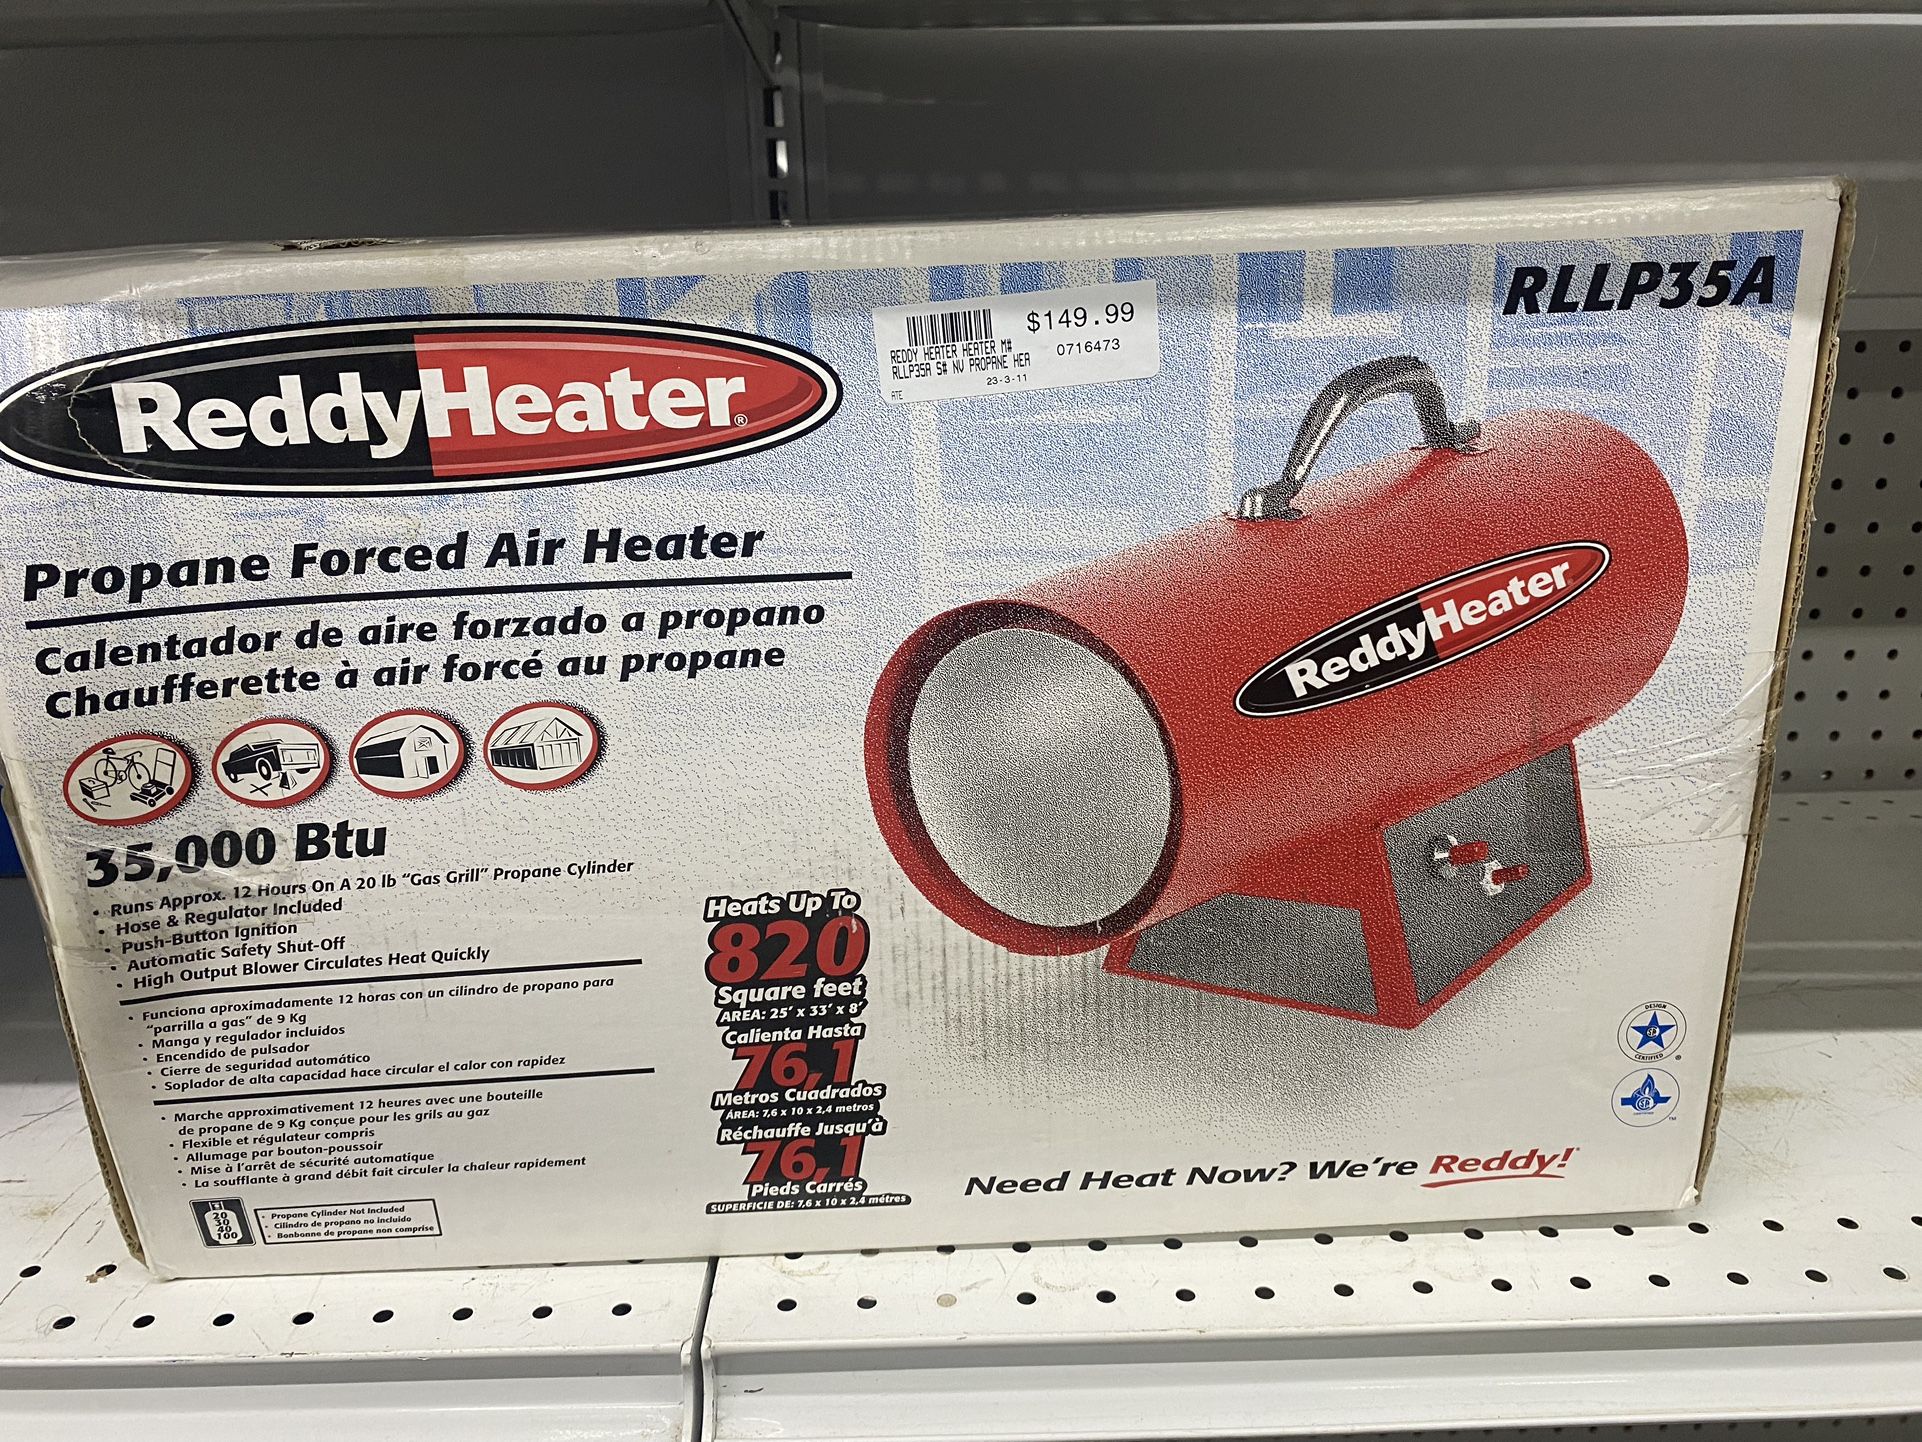 RLLP35A
$149.99
REDDY HEATER HEATER M#
RLLP35A S# NV PROPANE HEA
0716473
23-3-11
ATE
ReddyHeater®
Propane Forced Air Heater
Calentador de aire forzado a propano
Chaufferette à air forcé au propane
ReddyHeater
35,000 Btu
• Runs Approx. 12 Hours On A 20 lb “Gas Grill” Propane Cylinder
• Hose & Regulator Included
• Push-Button Ignition
• Automatic Safety Shut-Off
• High Output Blower Circulates Heat Quickly
• Funciona aproximadamente 12 horas con un cilindro de propano para
“parrilla a gas” de 9 Kg
• Manga y regulador incluidos
• Encendido de pulsador
• Cierre de seguridad automático
• Soplador de alta capacidad hace circular el calor con rapidez
• Marche approximativement 12 heures avec une bouteille
de propane de 9 Kg conçue pour les grils au gaz
• Flexible et régulateur compris
• Allumage par bouton-poussoir
• Mise à l’arrêt de sécurité automatique
• La soufflante à grand débit fait circuler la chaleur rapidement
20
30
40
100
• Propane Cylinder Not Included
• Cilindro de propano no incluido
• Bonbonne de propane non comprise
Heats Up To
820
Square feet
AREA: 25’ x 33’ x 8’
Calienta Hasta
76,1
Metros Cuadrados
ÁREA: 7,6 x 10 x 2,4 metros
Réchauffe Jusqu’à
76,1
Pieds Carrés
SUPERFICIE DE: 7,6 x 10 x 2,4 métres
DESIGN
CERTIFIED
®
™
Need Heat Now? We’re Reddy!